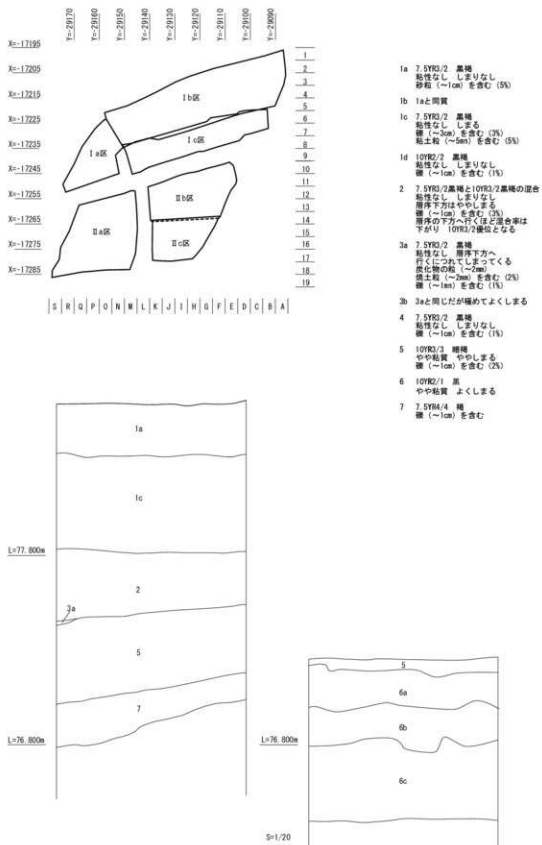 Y=-29170
Y=-29160
Y=-29150
Y=-29140
Y=-29130
Y=-29120
Y=-29110
Y=-29100
Y=-29090
X=-17195
X=-17205
X=-17215
X=-17225
X=-17235
X=-17245
X=-17255
X=-17265
X=-17275
X=-17285
Ⅰb区
Ⅰc区
Ⅰa区
Ⅱb区
Ⅱa区
Ⅱc区
1
2
3
4
5
6
7
8
9
10
11
12
13
14
15
16
17
18
19
S R Q P O N M L K J I H G F E D C B A
1a 7.5YR3/2 黒褐
粘性なし しまりなし
砂粒(～1cm)を含む(5%)
1b 1aと同質
1c 7.5YR3/2 黒褐
粘性なし しまる
礫(～3cm)を含む(3%)
粘土粒(～5mm)を含む(5%)
1d 10YR2/2 黒褐
粘性なし しまりなし
礫(～1cm)を含む(1%)
2 7.5YR3/2黒褐と10YR3/2黒褐の混合
粘性なし しまりなし
層序下方はややしまる
礫(～1cm)を含む(3%)
層序の下方へ行くほど混合率は
下がり 10YR3/2優位となる
3a 7.5YR3/2 黒褐
粘性なし 層序下方へ
行くにつれてしまってくる
炭化物の粒(～2mm)
焼土粒(～2mm)を含む(2%)
礫(～1mm)を含む(1%)
3b 3aと同じだが極めてよくしまる
4 7.5YR3/2 黒褐
粘性なし しまりなし
礫(～1cm)を含む(1%)
5 10YR3/3 暗褐
やや粘質 ややしまる
礫(～1cm)を含む(2%)
6 10YR2/1 黒
やや粘質 よくしまる
7 7.5YR4/4 褐
礫(～1cm)を含む
1a
1c
L=77.800m
2
3a
5
7
L=76.800m
5
6a
6b
L=76.800m
6c
S=1/20